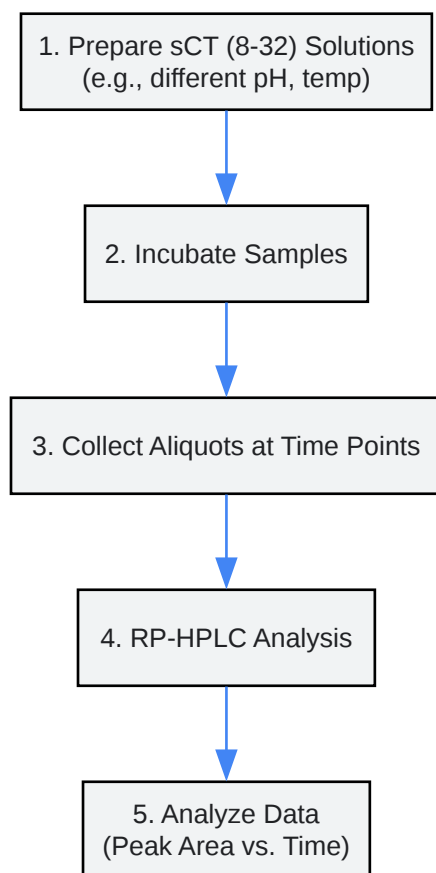 1. Prepare sCT (8-32) Solutions
(e.g., different pH, temp)
2. Incubate Samples
3. Collect Aliquots at Time Points
4. RP-HPLC Analysis
5. Analyze Data
(Peak Area vs. Time)